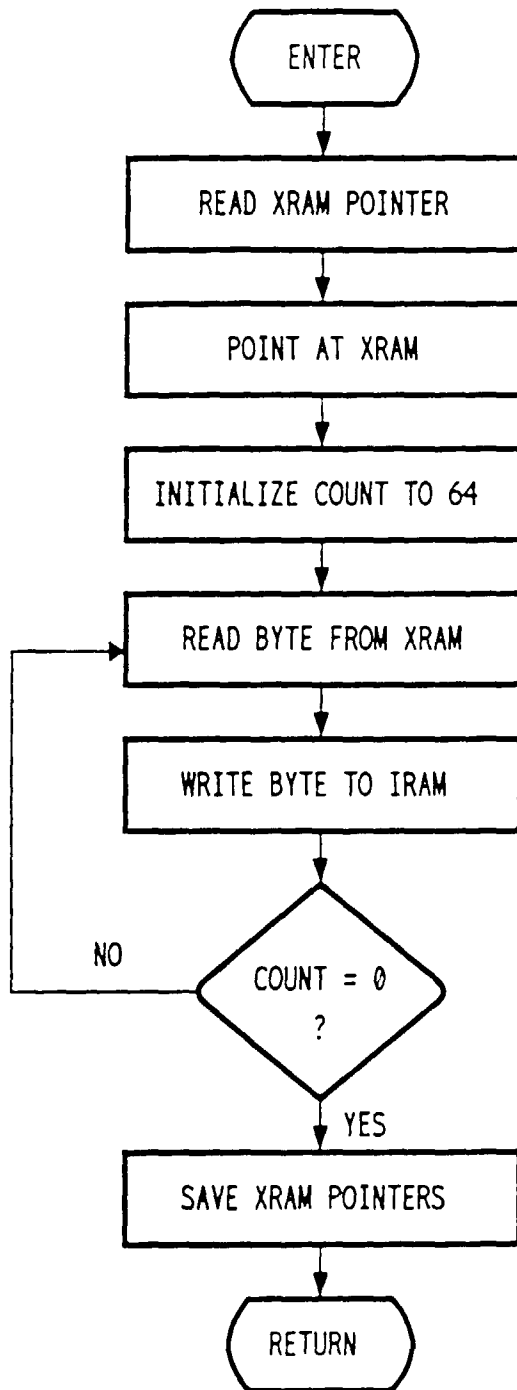 ENTER
READ XRAM POINTER
POINT AT XRAM
INITIALIZE COUNT TO 64
READ BYTE FROM XRAM
WRITE BYTE TO IRAM
NO
COUNT = 0
?
YES
SAVE XRAM POINTERS
RETURN